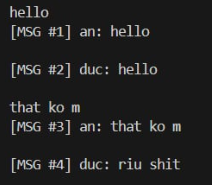 hello
[MSG #1] an: hello
[MSG #2] duc: hello
that ko m
[MSG #3] an: that ko m
[MSG #4] duc: riu shit